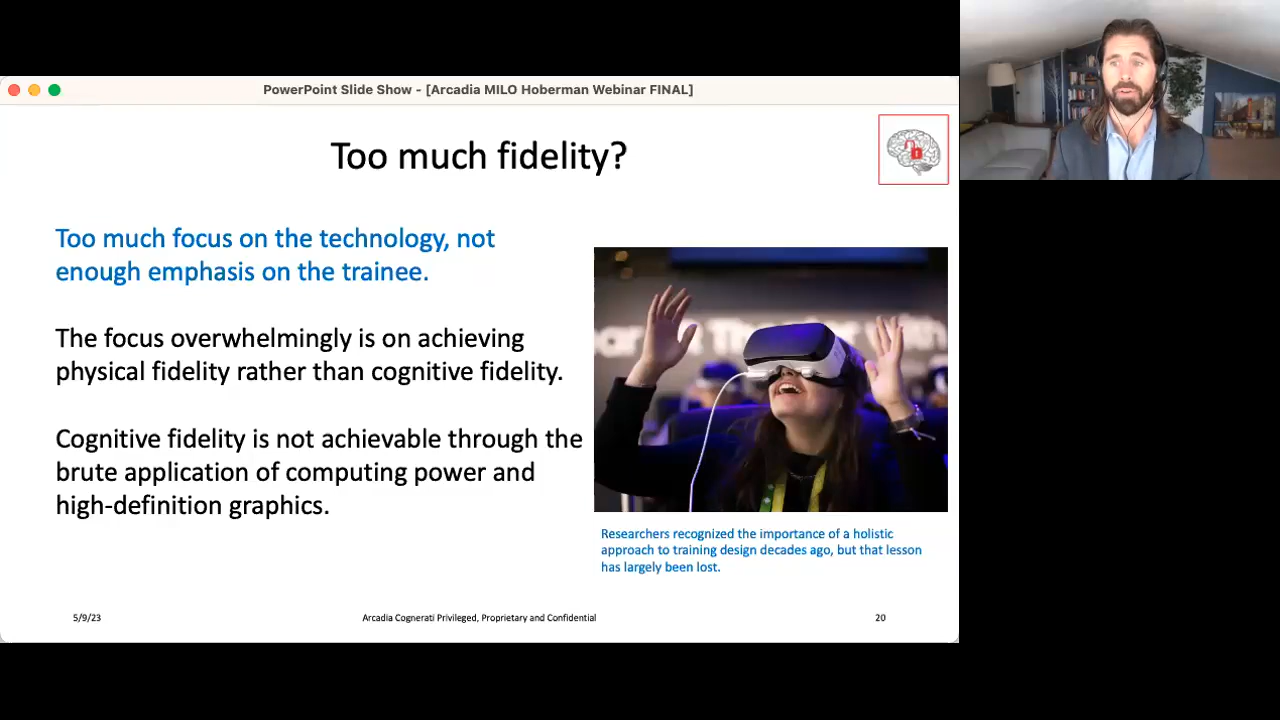 PowerPoint Slide Show - [Arcadia MILO Hoberman Webinar FINAL]
Too much fidelity?
Too much focus on the technology, not
enough emphasis on the trainee.
The focus overwhelmingly is on achieving
physical fidelity rather than cognitive fidelity.
Cognitive fidelity is not achievable through the
brute application of computing power and
high-definition graphics.
Researchers recognized the importance of a holistic
approach to training design decades ago, but that lesson
has largely been lost.
5/9/23
Arcadia Cognerati Privileged, Proprietary and Confidential
20